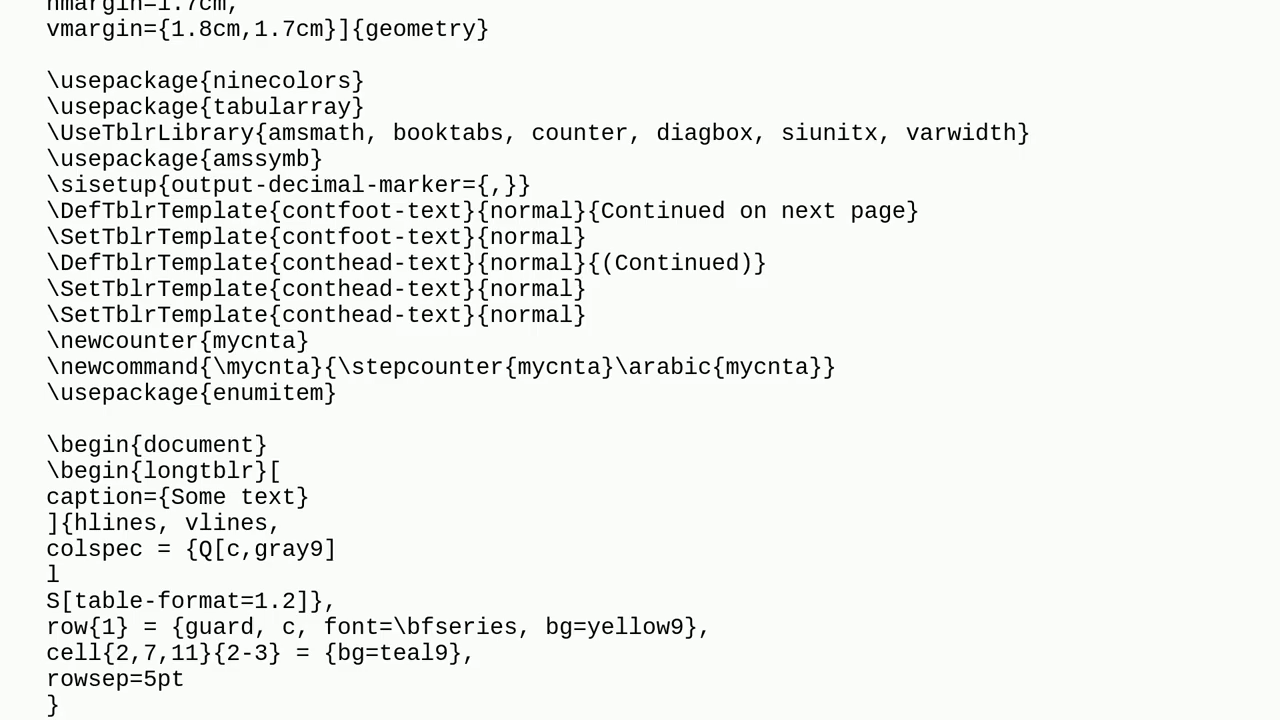 hmargin=1.7cm,
vmargin={1.8cm,1.7cm}]{geometry}
\usepackage{ninecolors}
\usepackage{tabularray}
\UseTblrLibrary{amsmath, booktabs, counter, diagbox, siunitx, varwidth}
\usepackage{amssymb}
\sisetup{output-decimal-marker={,}}
\DefTblrTemplate{contfoot-text}{normal}{Continued on next page}
\SetTblrTemplate{contfoot-text}{normal}
\DefTblrTemplate{conthead-text}{normal}{(Continued)}
\SetTblrTemplate{conthead-text}{normal}
\SetTblrTemplate{conthead-text}{normal}
\newcounter{mycnta}
\newcommand{\mycnta}{\stepcounter{mycnta}\arabic{mycnta}}
\usepackage{enumitem}
\begin{document}
\begin{longtblr}[
caption={Some text}
]{hlines, vlines,
colspec = {Q[c,gray9]
l
S[table-format=1.2]},
row{1} = {guard, c, font=\bfseries, bg=yellow9},
cell{2,7,11}{2-3} = {bg=teal9},
rowsep=5pt
}